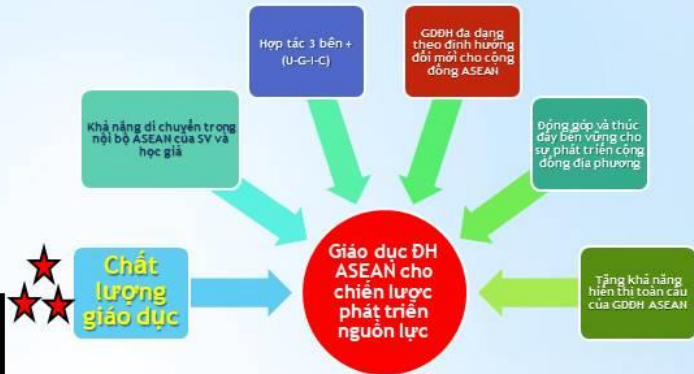 Hợp tác 3 bên +
(U-G-I-C)
GDĐH đa dạng
theo định hướng
đổi mới cho cộng
đồng ASEAN
Khả năng di chuyển trong
nội bộ ASEAN của SV và
học giả
Đóng góp và thúc
đẩy bền vững cho
sự phát triển cộng
đồng địa phương
Chất
lượng
giáo dục
Giáo dục ĐH
ASEAN cho
chiến lược
phát triển
nguồn lực
Tăng khả năng
hiển thị toàn cầu
của GDĐH ASEAN